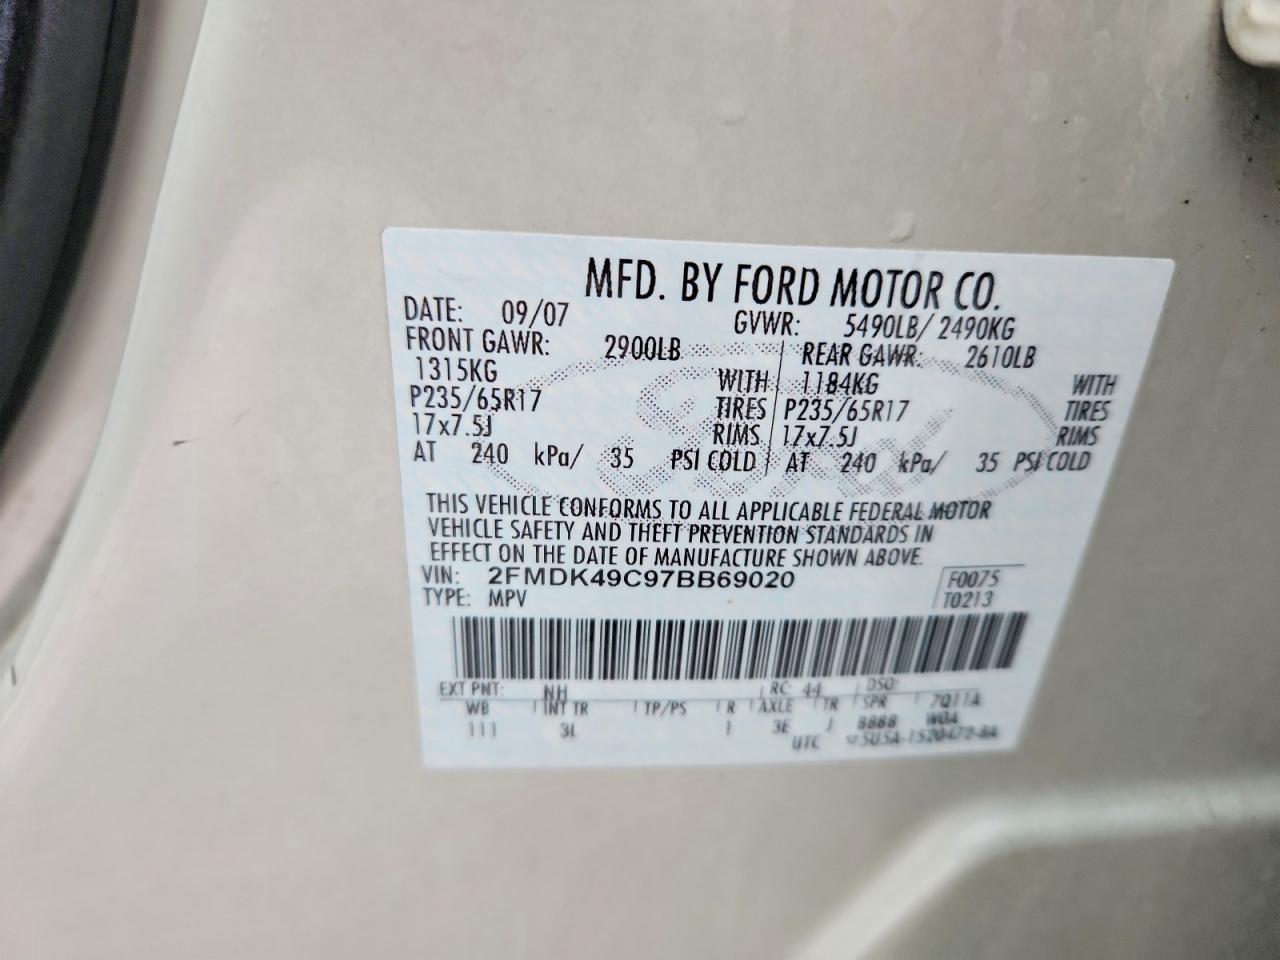 MFD. BY FORD MOTOR CO.
DATE: 09/07 GVWR: 5490LB/ 2490KG
FRONT GAWR: 2900LB REAR GAWR: 2610LB
1315KG WITH 1184KG WITH
P235/65R17 TIRES P235/65R17 TIRES
17x7.5J RIMS 17x7.5J RIMS
AT 240 kPa/ 35 PSI COLD AT 240 kPa/ 35 PSI COLD
Ford
THIS VEHICLE CONFORMS TO ALL APPLICABLE FEDERAL MOTOR
VEHICLE SAFETY AND THEFT PREVENTION STANDARDS IN
EFFECT ON THE DATE OF MANUFACTURE SHOWN ABOVE.
VIN: 2FMDK49C97BB69020 F0075
TYPE: MPV T0213
EXT PNT: NH RC: 44 DSO:
WB INT TR TP/PS R AXLE TR SPR 7Q11A
111 3L 1 3E J 8888 WOA
UTC